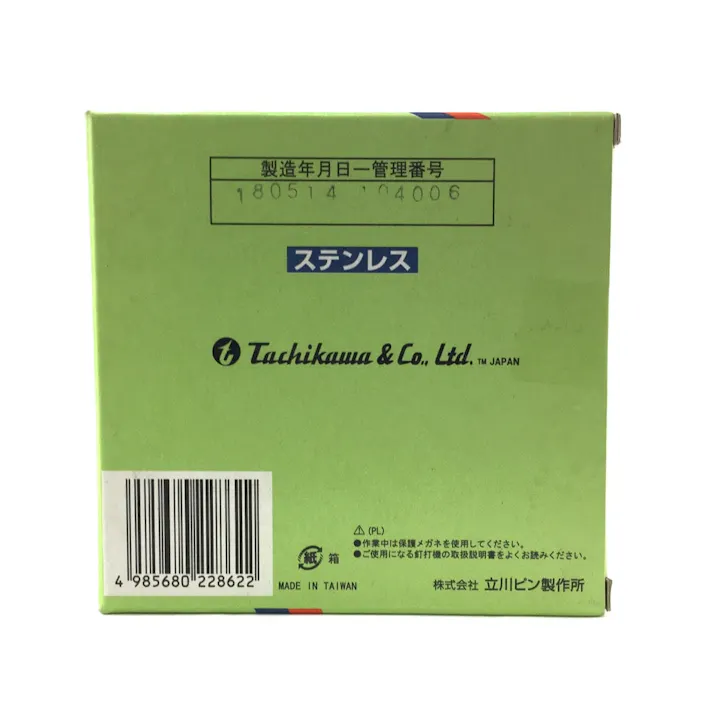 製造年月日ー管理番号
180514 104006
ステンレス
t Tachikawa & Co., Ltd. TM JAPAN
⚠ (PL)
●作業中は保護メガネを使用してください。
●ご使用になる釘打機の取扱説明書をよくお読みください。
紙 箱
4 985680 228622
MADE IN TAIWAN
株式会社 立川ピン製作所